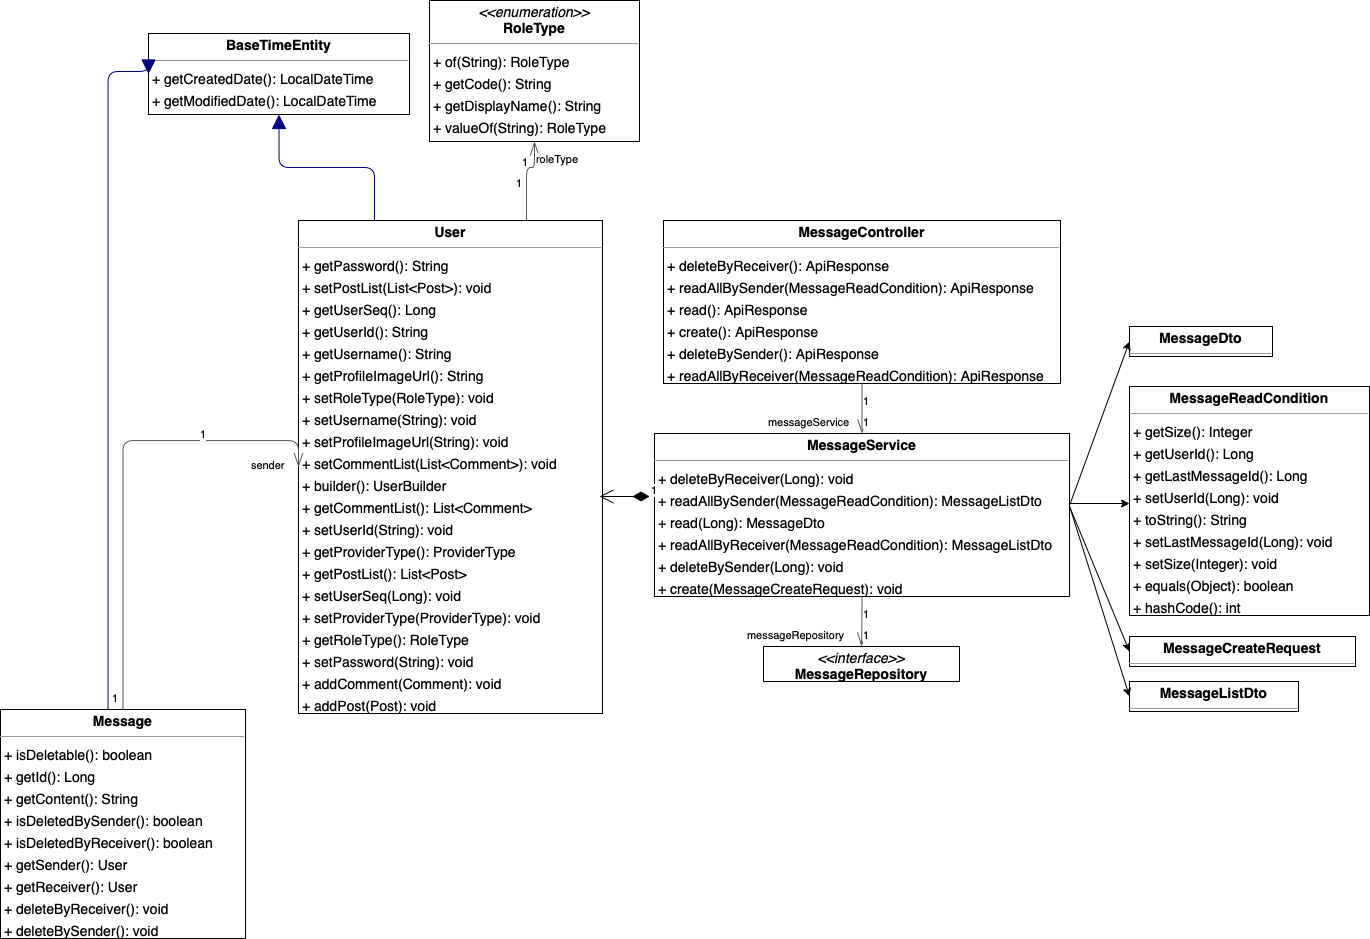 <<enumeration>>
RoleType
+ of(String): RoleType
+ getCode(): String
+ getDisplayName(): String
+ valueOf(String): RoleType
BaseTimeEntity
+ getCreatedDate(): LocalDateTime
+ getModifiedDate(): LocalDateTime
1
roleType
1
User
+ getPassword(): String
+ setPostList(List<Post>): void
+ getUserSeq(): Long
+ getUserId(): String
+ getUsername(): String
+ getProfileImageUrl(): String
+ setRoleType(RoleType): void
+ setUsername(String): void
+ setProfileImageUrl(String): void
+ setCommentList(List<Comment>): void
+ builder(): UserBuilder
+ getCommentList(): List<Comment>
+ setUserId(String): void
+ getProviderType(): ProviderType
+ getPostList(): List<Post>
+ setUserSeq(Long): void
+ setProviderType(ProviderType): void
+ getRoleType(): RoleType
+ setPassword(String): void
+ addComment(Comment): void
+ addPost(Post): void
MessageController
+ deleteByReceiver(): ApiResponse
+ readAllBySender(MessageReadCondition): ApiResponse
+ read(): ApiResponse
+ create(): ApiResponse
+ deleteBySender(): ApiResponse
+ readAllByReceiver(MessageReadCondition): ApiResponse
1
messageService
1
MessageService
+ deleteByReceiver(Long): void
+ readAllBySender(MessageReadCondition): MessageListDto
+ read(Long): MessageDto
+ readAllByReceiver(MessageReadCondition): MessageListDto
+ deleteBySender(Long): void
+ create(MessageCreateRequest): void
1
1
messageRepository
1
<<interface>>
MessageRepository
MessageDto
MessageReadCondition
+ getSize(): Integer
+ getUserId(): Long
+ getLastMessageId(): Long
+ setUserId(Long): void
+ toString(): String
+ setLastMessageId(Long): void
+ setSize(Integer): void
+ equals(Object): boolean
+ hashCode(): int
MessageCreateRequest
MessageListDto
1
sender
1
Message
+ isDeletable(): boolean
+ getId(): Long
+ getContent(): String
+ isDeletedBySender(): boolean
+ isDeletedByReceiver(): boolean
+ getSender(): User
+ getReceiver(): User
+ deleteByReceiver(): void
+ deleteBySender(): void